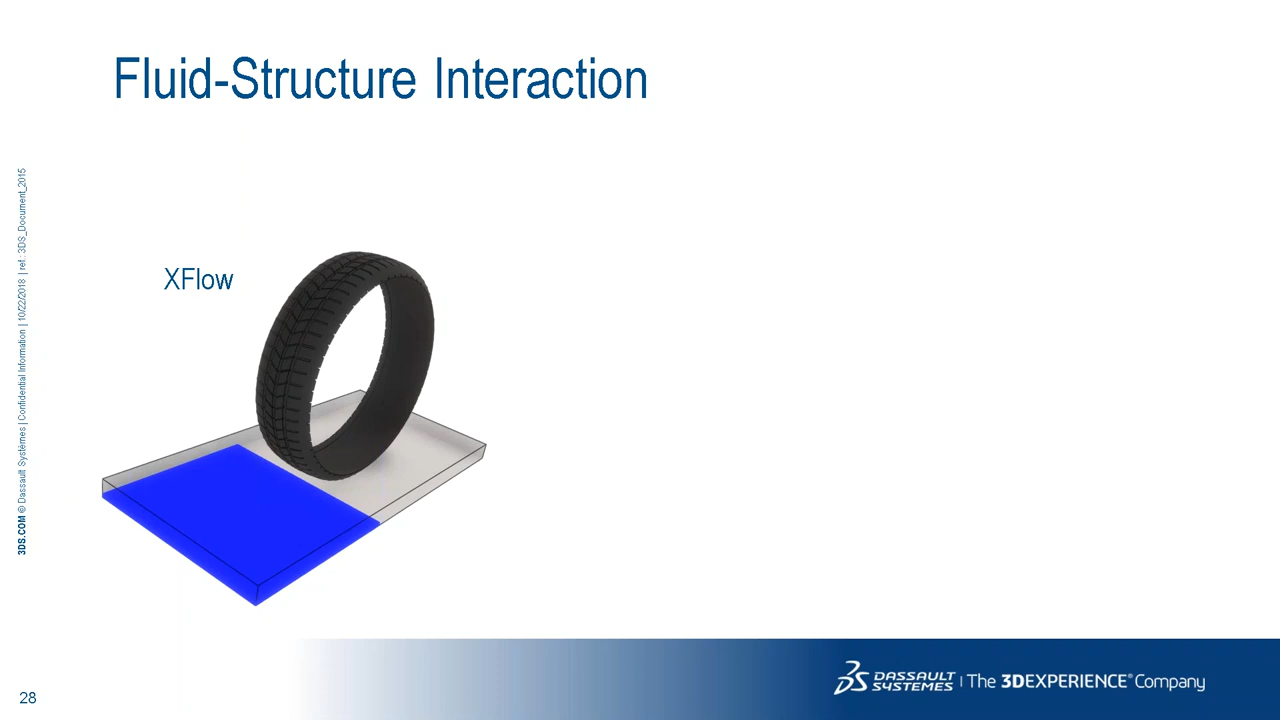 Fluid-Structure Interaction
3DS.COM © Dassault Systèmes | Confidential Information | 10/22/2018 | ref.: 3DS_Document_2015
XFlow
DASSAULT
SYSTEMES | The 3DEXPERIENCE® Company
28